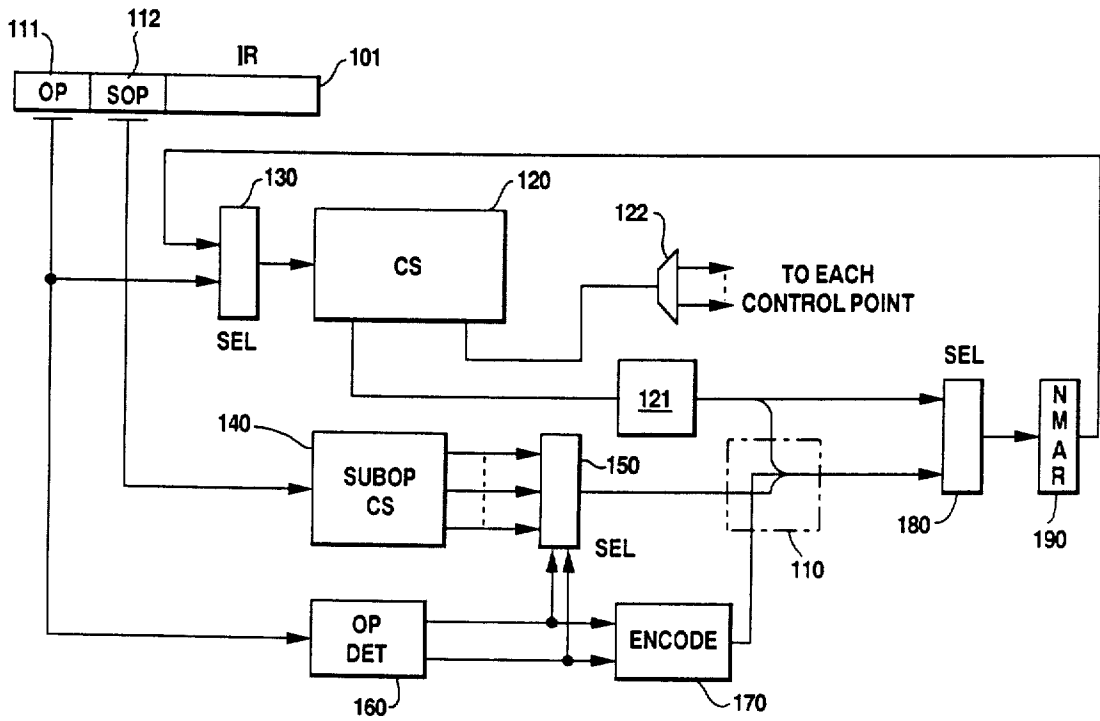 111
112
IR
101
OP
SOP
130
120
122
CS
TO EACH
CONTROL POINT
SEL
SEL
121
N
M
A
R
140
150
SUBOP
CS
SEL
180
190
110
OP
DET
ENCODE
160
170